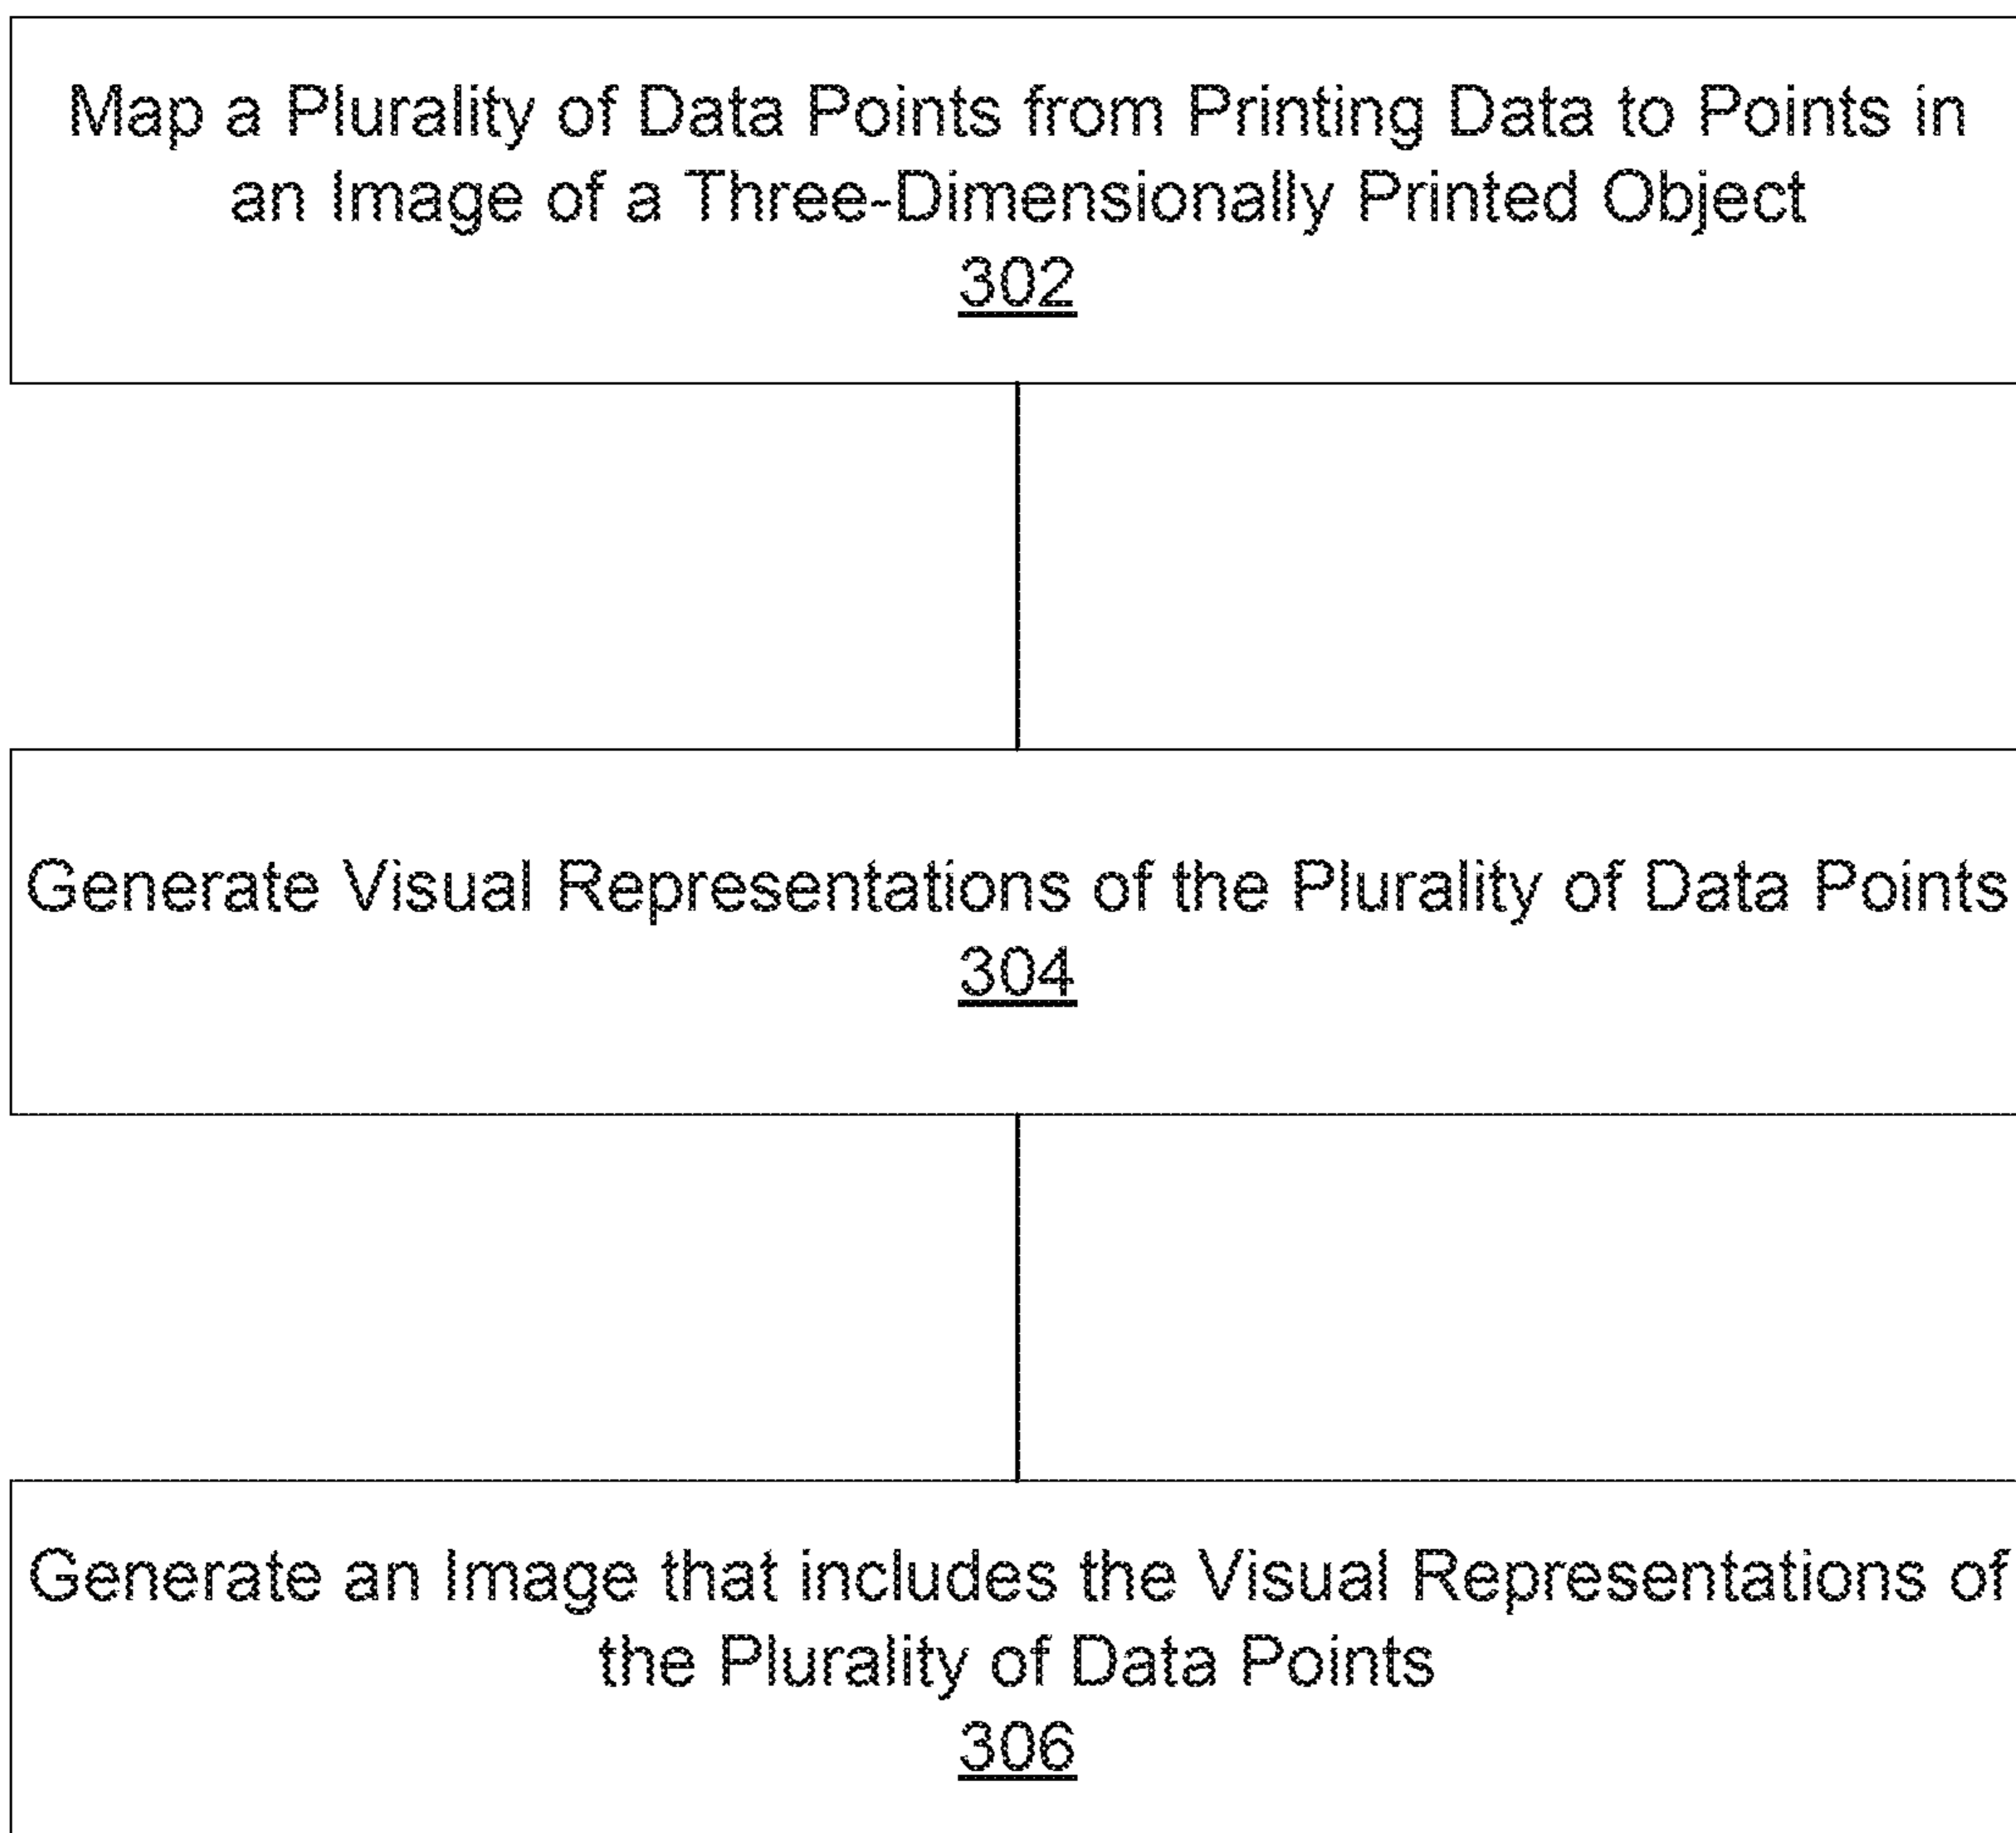 Map a Plurality of Data Points from Printing Data to Points in
an Image of a Three-Dimensionally Printed Object
302
Generate Visual Representations of the Plurality of Data Points
304
Generate an Image that includes the Visual Representations of
the Plurality of Data Points
306